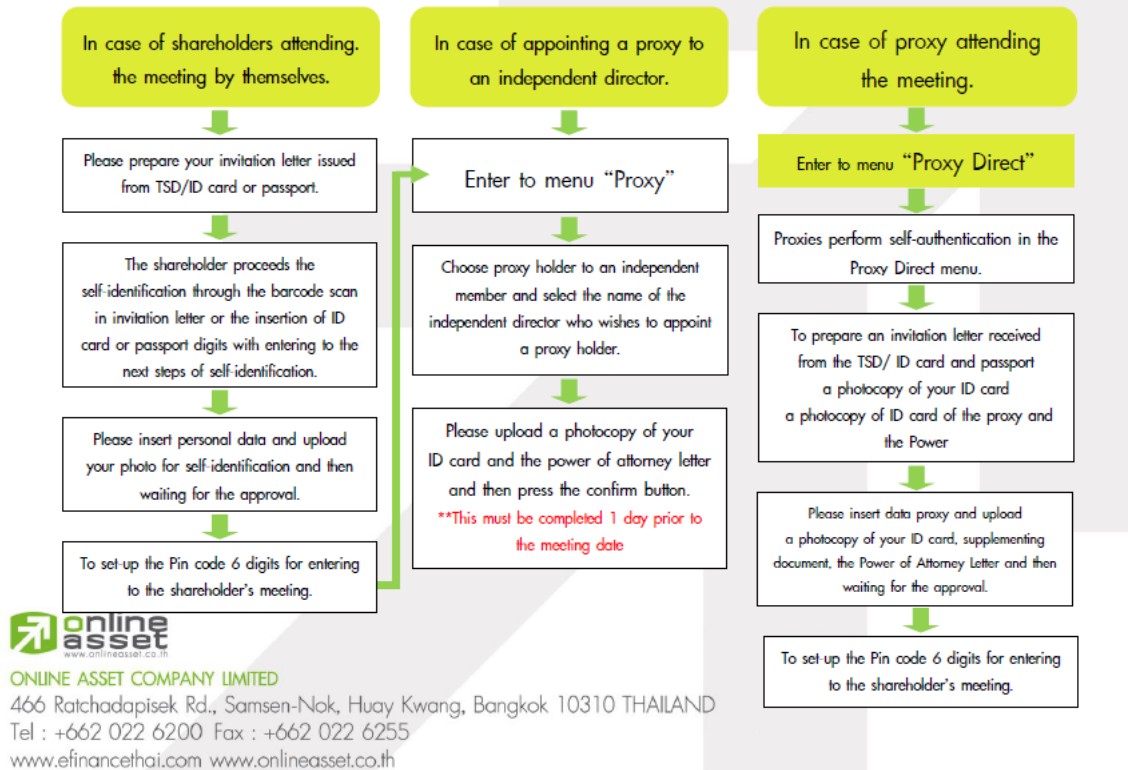 In case of shareholders attending.
the meeting by themselves.
Please prepare your invitation letter issued
from TSD/ID card or passport.
The shareholder proceeds the
self-identification through the barcode scan
in invitation letter or the insertion of ID
card or passport digits with entering to the
next steps of self-identification.
Please insert personal data and upload
your photo for self-identification and then
waiting for the approval.
To set-up the Pin code 6 digits for entering
to the shareholder's meeting.
In case of appointing a proxy to
an independent director.
Enter to menu "Proxy"
Choose proxy holder to an independent
member and select the name of the
independent director who wishes to appoint
a proxy holder.
Please upload a photocopy of your
ID card and the power of attorney letter
and then press the confirm button.
**This must be completed 1 day prior to
the meeting date
In case of proxy attending
the meeting.
Enter to menu "Proxy Direct"
Proxies perform self-authentication in the
Proxy Direct menu.
To prepare an invitation letter received
from the TSD/ ID card and passport
a photocopy of your ID card
a photocopy of ID card of the proxy and
the Power
Please insert data proxy and upload
a photocopy of your ID card, supplementing
document, the Power of Attorney Letter and then
waiting for the approval.
To set-up the Pin code 6 digits for entering
to the shareholder's meeting.
online
asset
www.onlineasset.co.th
ONLINE ASSET COMPANY LIMITED
466 Ratchadapisek Rd., Samsen-Nok, Huay Kwang, Bangkok 10310 THAILAND
Tel : +662 022 6200 Fax : +662 022 6255
www.efinancethai.com www.onlineasset.co.th